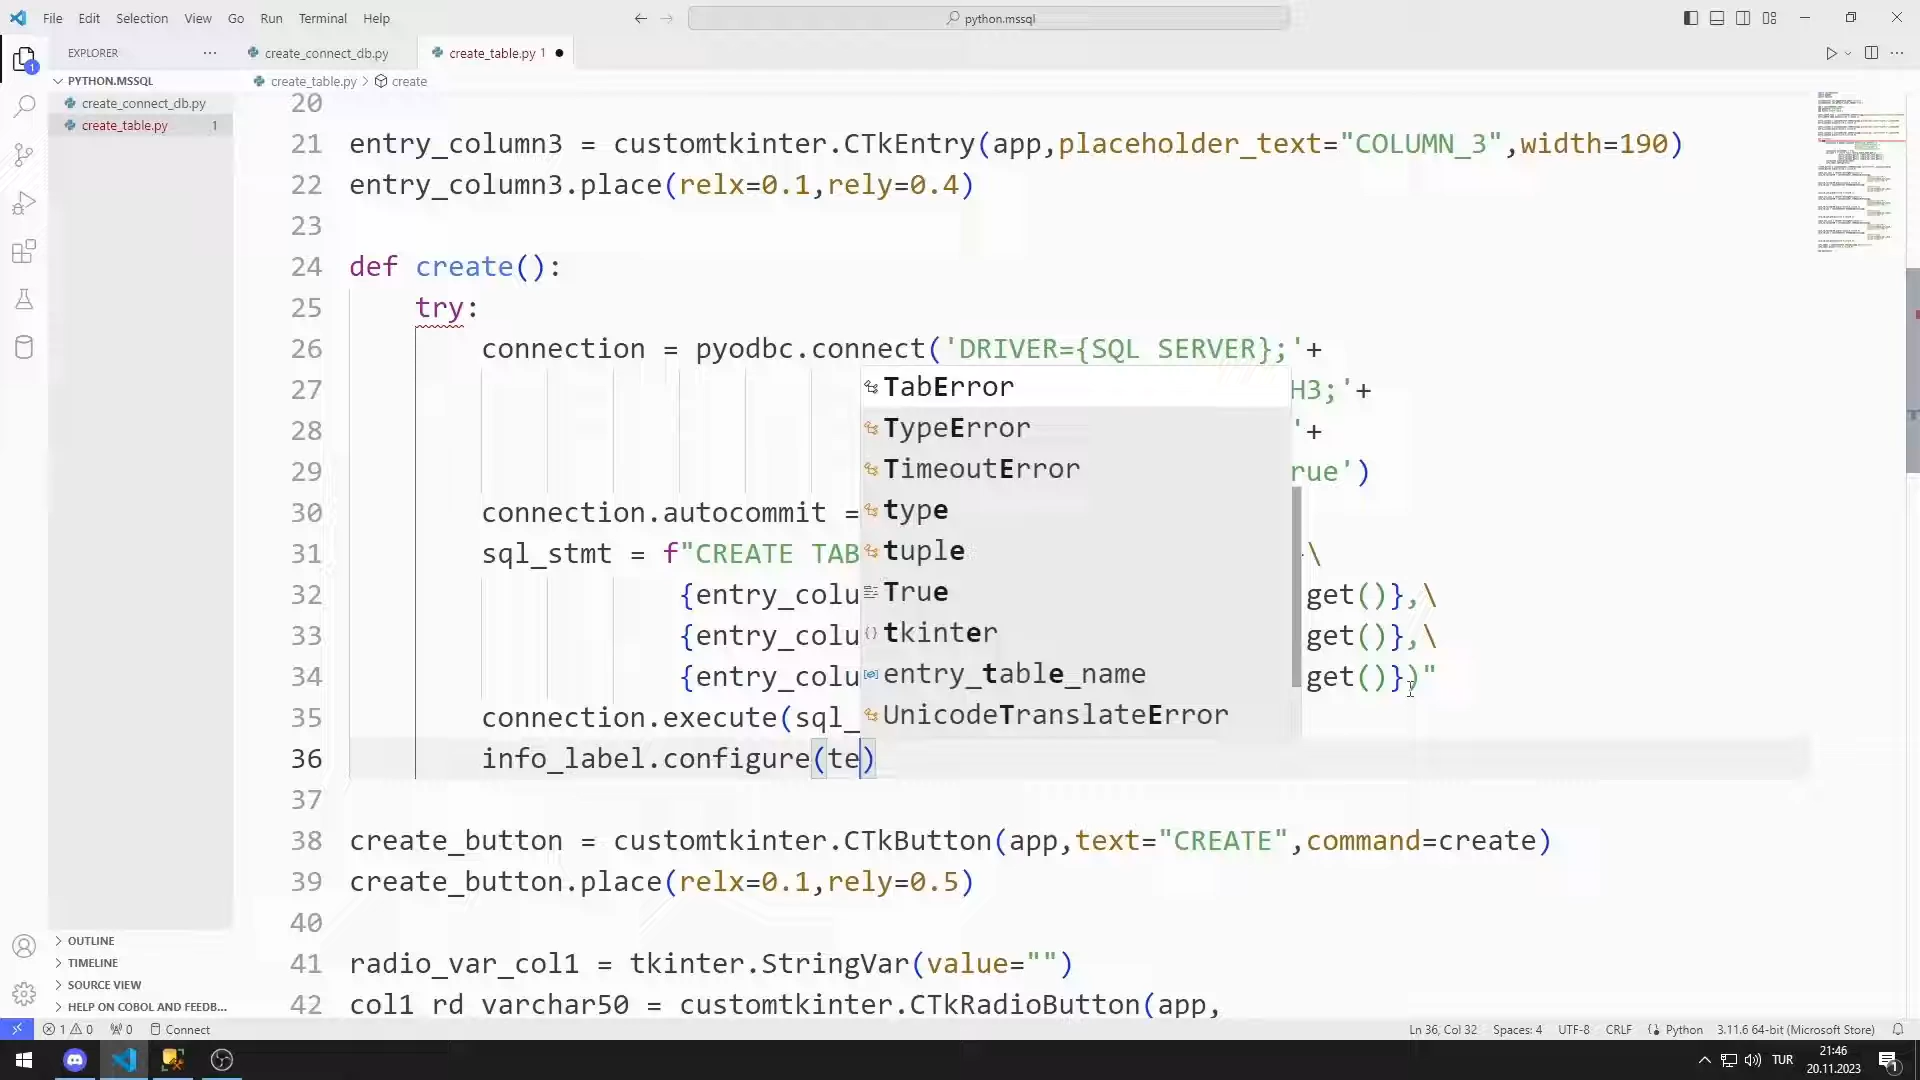 File Edit Selection View Go Run Terminal Help
python.mssql
EXPLORER
create_connect_db.py
create_table.py 1
PYTHON.MSSQL
create_table.py > create
create_connect_db.py
create_table.py 1
20
21 entry_column3 = customtkinter.CTkEntry(app,placeholder_text="COLUMN_3",width=190)
22 entry_column3.place(relx=0.1,rely=0.4)
23
24 def create():
25 try:
26 connection = pyodbc.connect('DRIVER={SQL SERVER};'+
27 H3;'+
28 '+
29 rue')
30 connection.autocommit =
31 sql_stmt = f"CREATE TAB \
32 {entry_colu get()},\
33 {entry_colu get()},\
34 {entry_colu get()})"
35 connection.execute(sql_
36 info_label.configure(te)
37
38 create_button = customtkinter.CTkButton(app,text="CREATE",command=create)
39 create_button.place(relx=0.1,rely=0.5)
40
41 radio_var_col1 = tkinter.StringVar(value="")
42 col1_rd_varchar50 = customtkinter.CTkRadioButton(app,
TabError
TypeError
TimeoutError
type
tuple
True
tkinter
entry_table_name
UnicodeTranslateError
OUTLINE
TIMELINE
SOURCE VIEW
HELP ON COBOL AND FEEDB...
1 0 0 Connect
Ln 36, Col 32 Spaces: 4 UTF-8 CRLF Python 3.11.6 64-bit (Microsoft Store)
TUR
21:46
20.11.2023
1